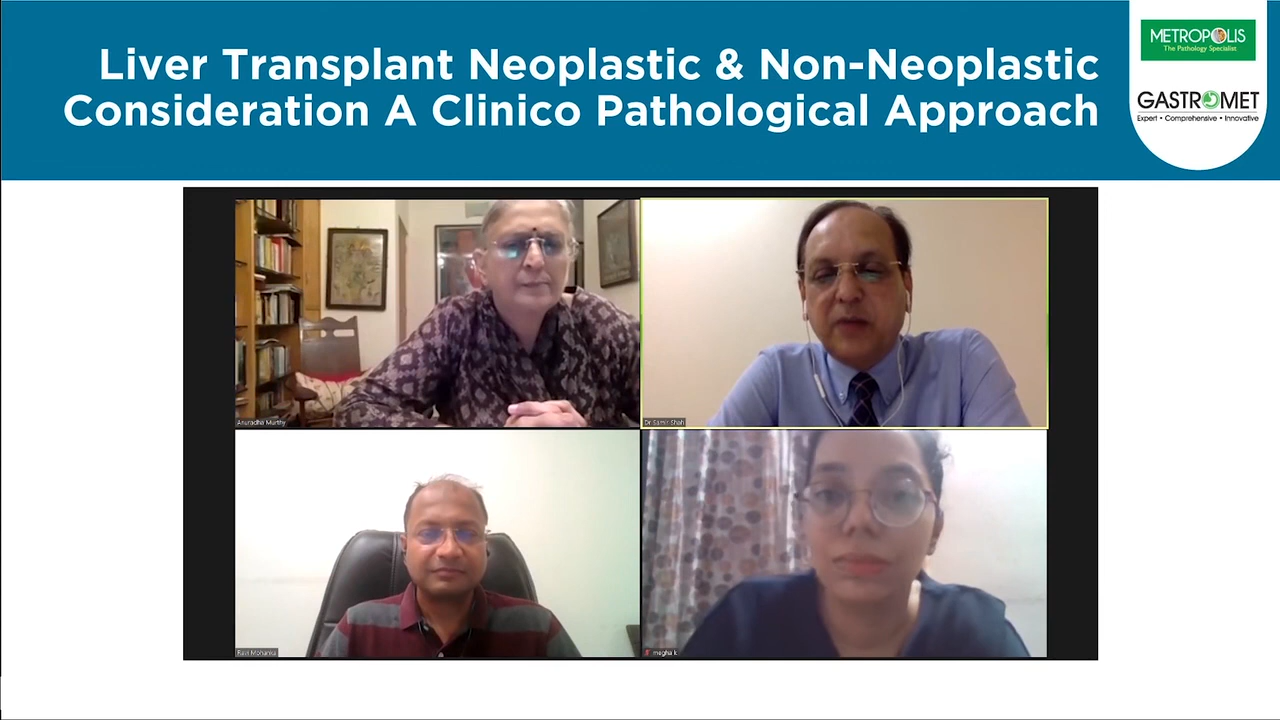 Liver Transplant Neoplastic & Non-Neoplastic
Consideration A Clinico Pathological Approach
METROPOLIS
The Pathology Specialist
GASTROMET
Expert • Comprehensive • Innovative
Anuradha Murthy
Dr Samir Shah
Ravi Mohanka
megha k